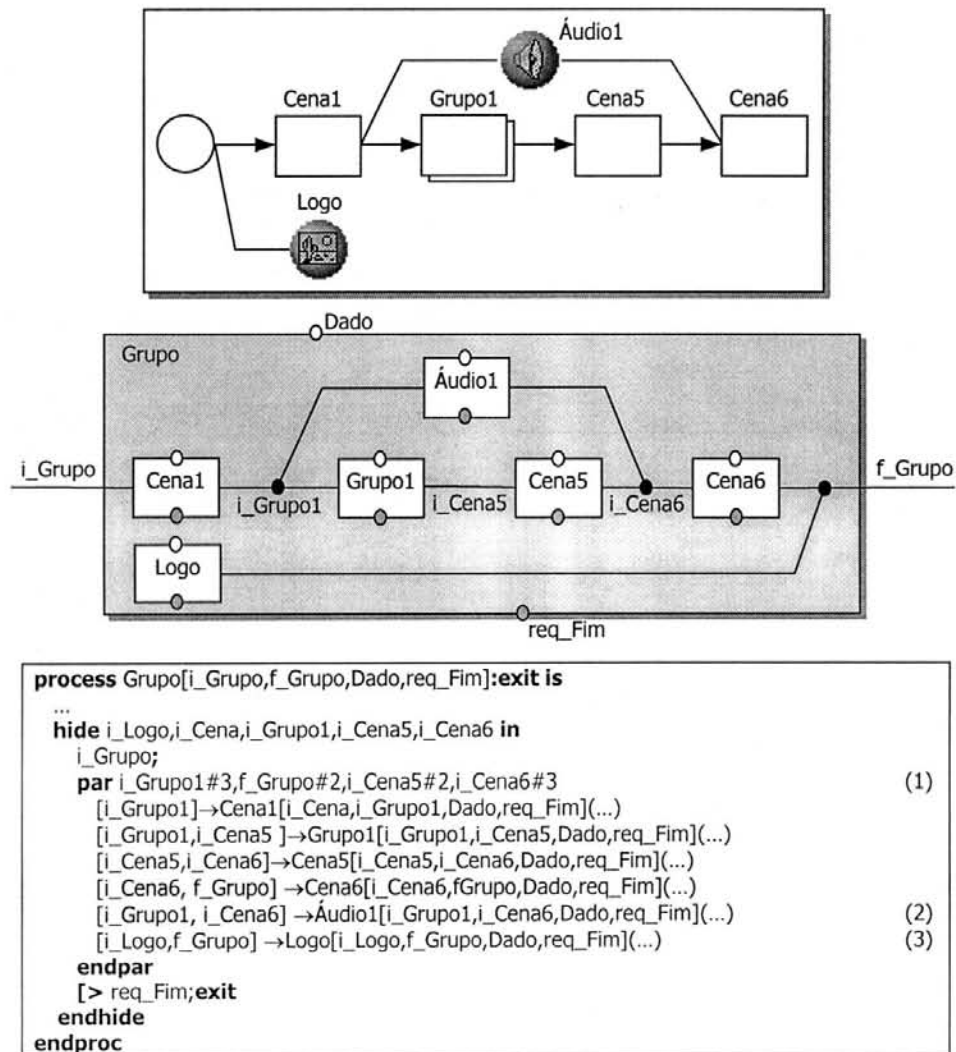 Áudio1
Cena1 Grupo1 Cena5 Cena6
Logo
Dado
Grupo
Áudio1
i_Grupo Cena1 i_Grupo1 Grupo1 i_Cena5 Cena5 i_Cena6 Cena6 f_Grupo
Logo
req_Fim
process Grupo[i_Grupo,f_Grupo,Dado,req_Fim]:exit is
...
hide i_Logo,i_Cena,i_Grupo1,i_Cena5,i_Cena6 in
i_Grupo;
par i_Grupo1#3,f_Grupo#2,i_Cena5#2,i_Cena6#3 (1)
[i_Grupo1]→Cena1[i_Cena,i_Grupo1,Dado,req_Fim](...)
[i_Grupo1,i_Cena5 ]→Grupo1[i_Grupo1,i_Cena5,Dado,req_Fim](...)
[i_Cena5,i_Cena6]→Cena5[i_Cena5,i_Cena6,Dado,req_Fim](...)
[i_Cena6, f_Grupo] →Cena6[i_Cena6,fGrupo,Dado,req_Fim](...)
[i_Grupo1, i_Cena6] →Áudio1[i_Grupo1,i_Cena6,Dado,req_Fim](...) (2)
[i_Logo,f_Grupo] →Logo[i_Logo,f_Grupo,Dado,req_Fim](...) (3)
endpar
[> req_Fim;exit
endhide
endproc